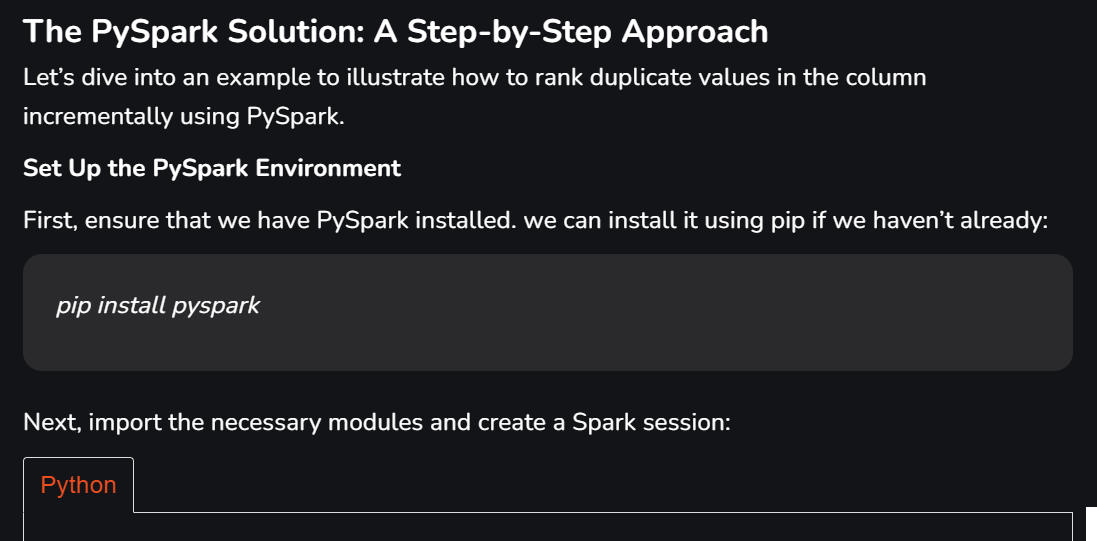 The PySpark Solution: A Step-by-Step Approach
Let’s dive into an example to illustrate how to rank duplicate values in the column
incrementally using PySpark.
Set Up the PySpark Environment
First, ensure that we have PySpark installed. we can install it using pip if we haven’t already:
pip install pyspark
Next, import the necessary modules and create a Spark session:
Python